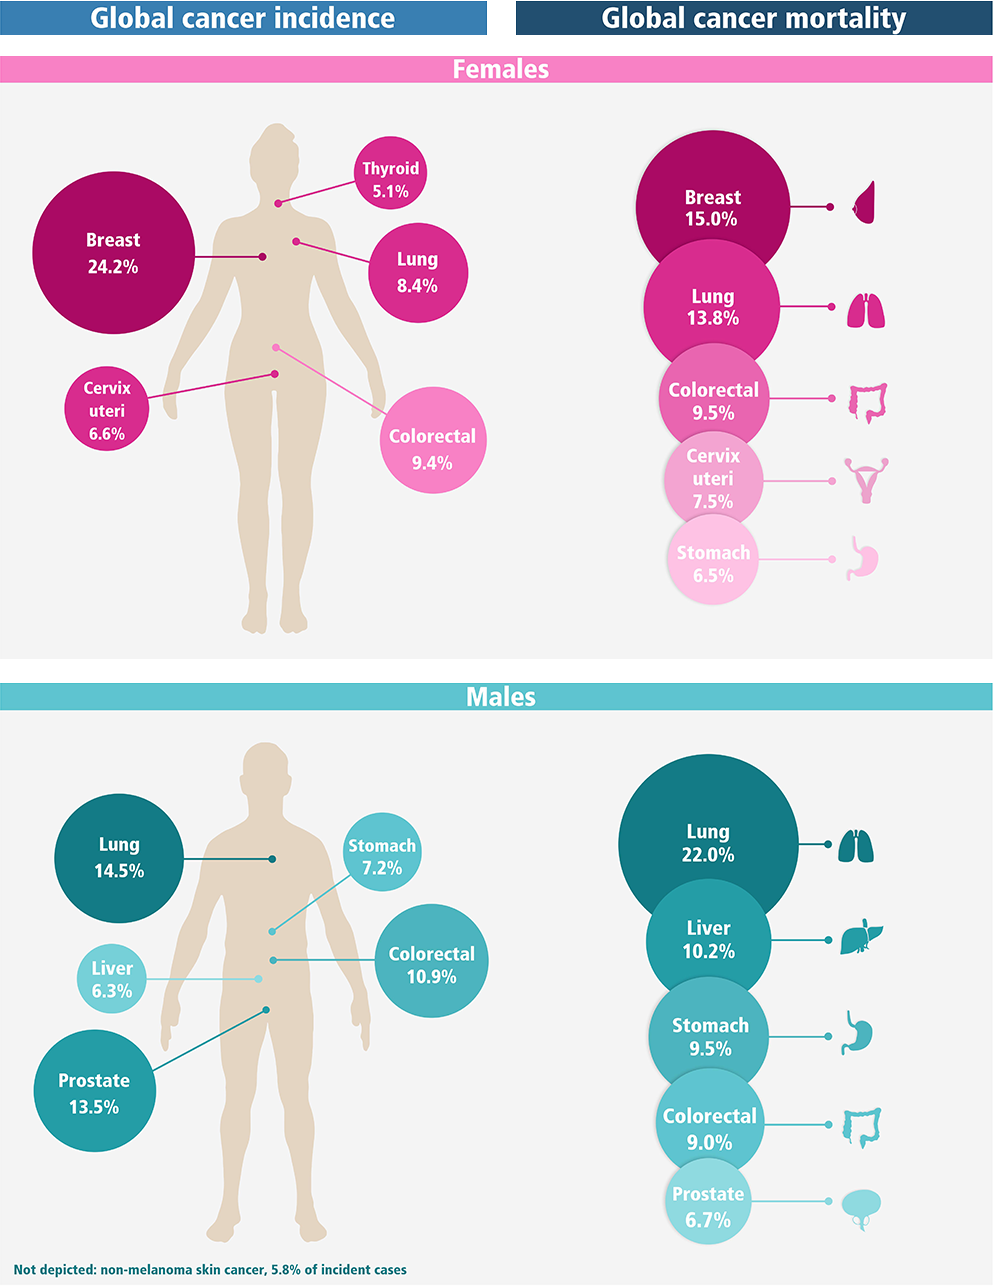 Global cancer incidence
Global cancer mortality
Females
Thyroid
5.1%
Breast
24.2%
Lung
8.4%
Cervix
uteri
6.6%
Colorectal
9.4%
Breast
15.0%
Lung
13.8%
Colorectal
9.5%
Cervix
uteri
7.5%
Stomach
6.5%
Males
Lung
14.5%
Stomach
7.2%
Colorectal
10.9%
Liver
6.3%
Prostate
13.5%
Lung
22.0%
Liver
10.2%
Stomach
9.5%
Colorectal
9.0%
Prostate
6.7%
Not depicted: non-melanoma skin cancer, 5.8% of incident cases